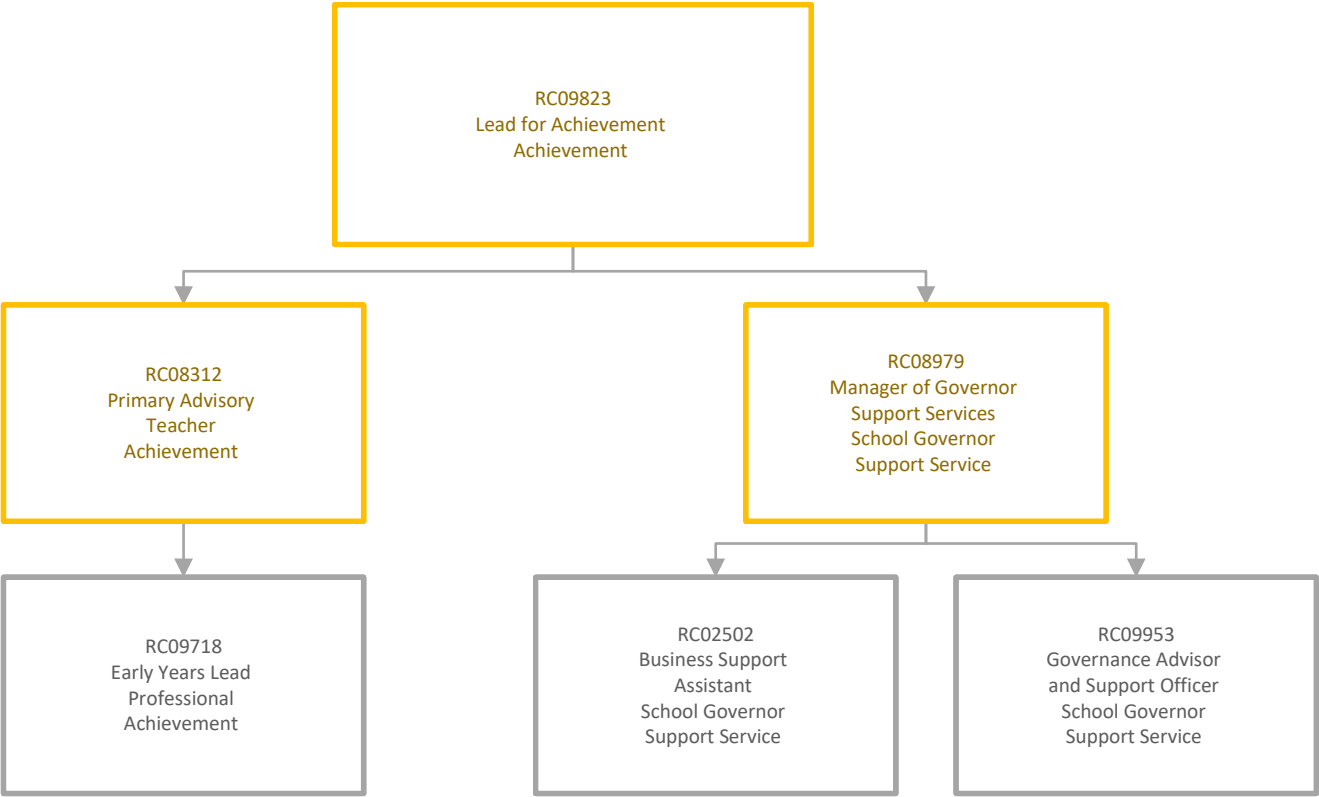 RC09823
Lead for Achievement
Achievement
RC08312
Primary Advisory
Teacher
Achievement
RC08979
Manager of Governor
Support Services
School Governor
Support Service
RC09718
Early Years Lead
Professional
Achievement
RC02502
Business Support
Assistant
School Governor
Support Service
RC09953
Governance Advisor
and Support Officer
School Governor
Support Service